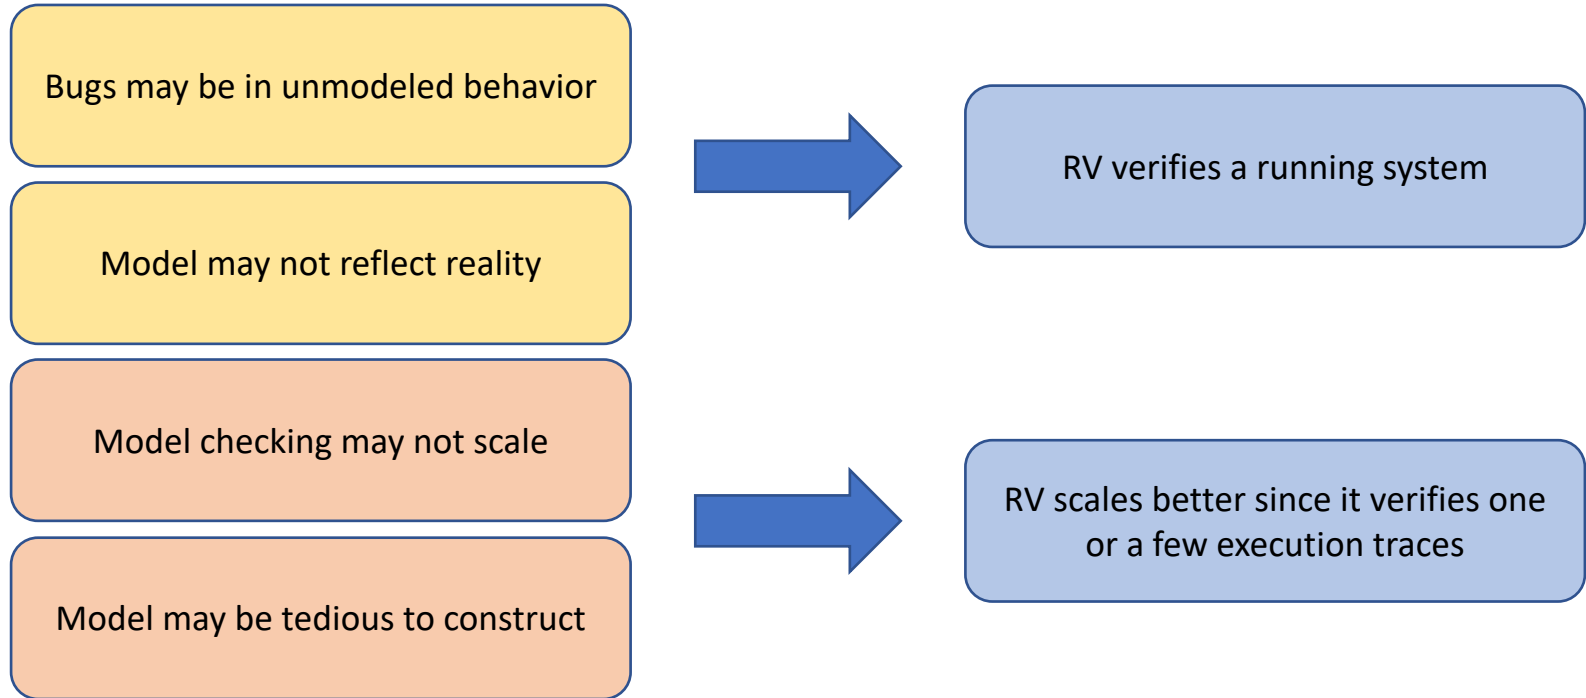 Bugs may be in unmodeled behavior
Model may not reflect reality
Model checking may not scale
Model may be tedious to construct
RV verifies a running system
RV scales better since it verifies one
or a few execution traces